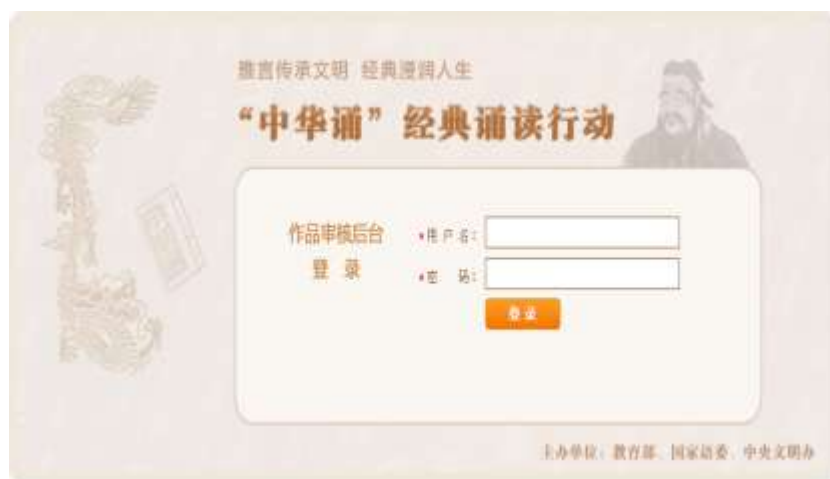 雅言传承文明 经典浸润人生
“中华诵”经典诵读行动
作品审核后台
登 录
*用 户 名:
*密 码:
登录
主办单位: 教育部 国家语委 中央文明办